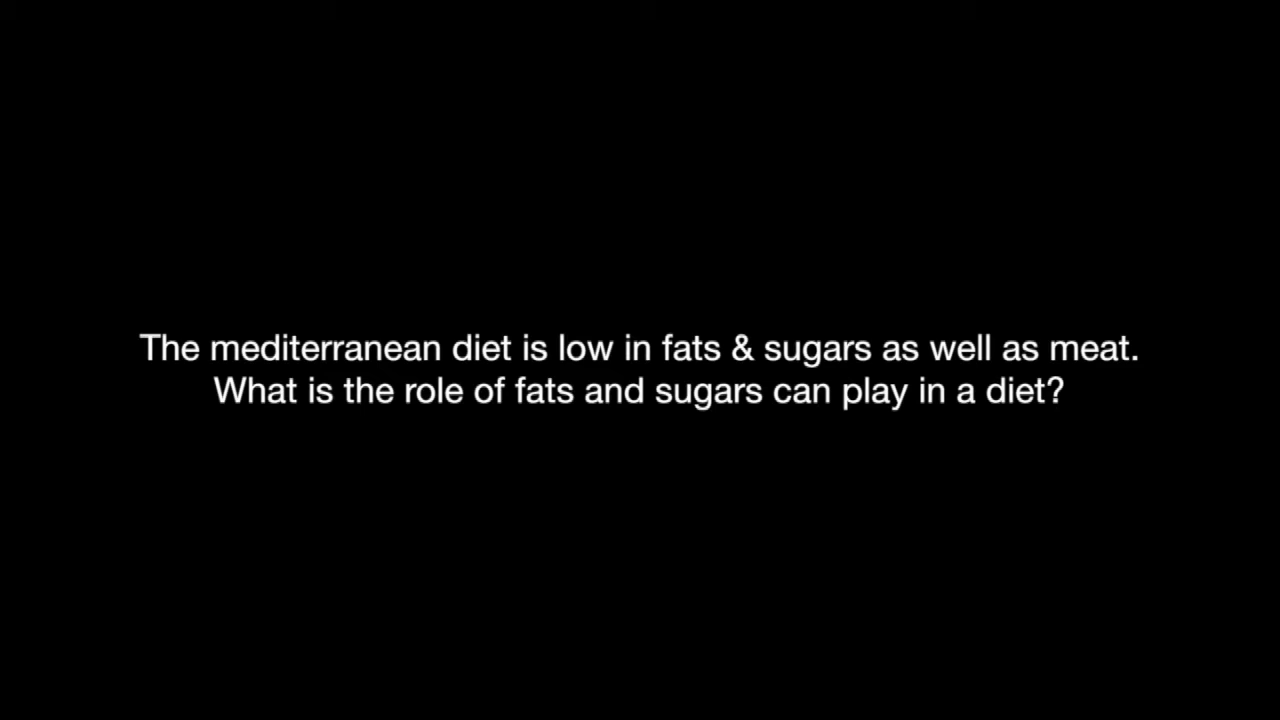 The mediterranean diet is low in fats & sugars as well as meat.
What is the role of fats and sugars can play in a diet?